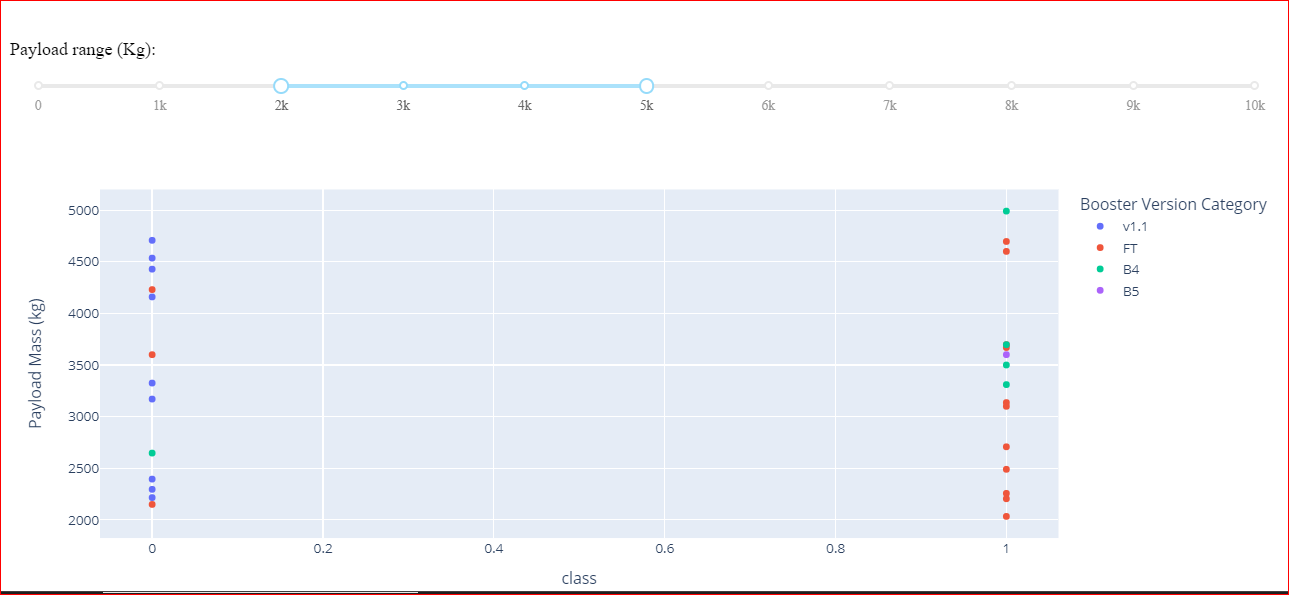 Payload range (Kg):
0 1k 2k 3k 4k 5k 6k 7k 8k 9k 10k
Booster Version Category
v1.1
FT
B4
B5
Payload Mass (kg)
5000
4500
4000
3500
3000
2500
2000
0 0.2 0.4 0.6 0.8 1
class